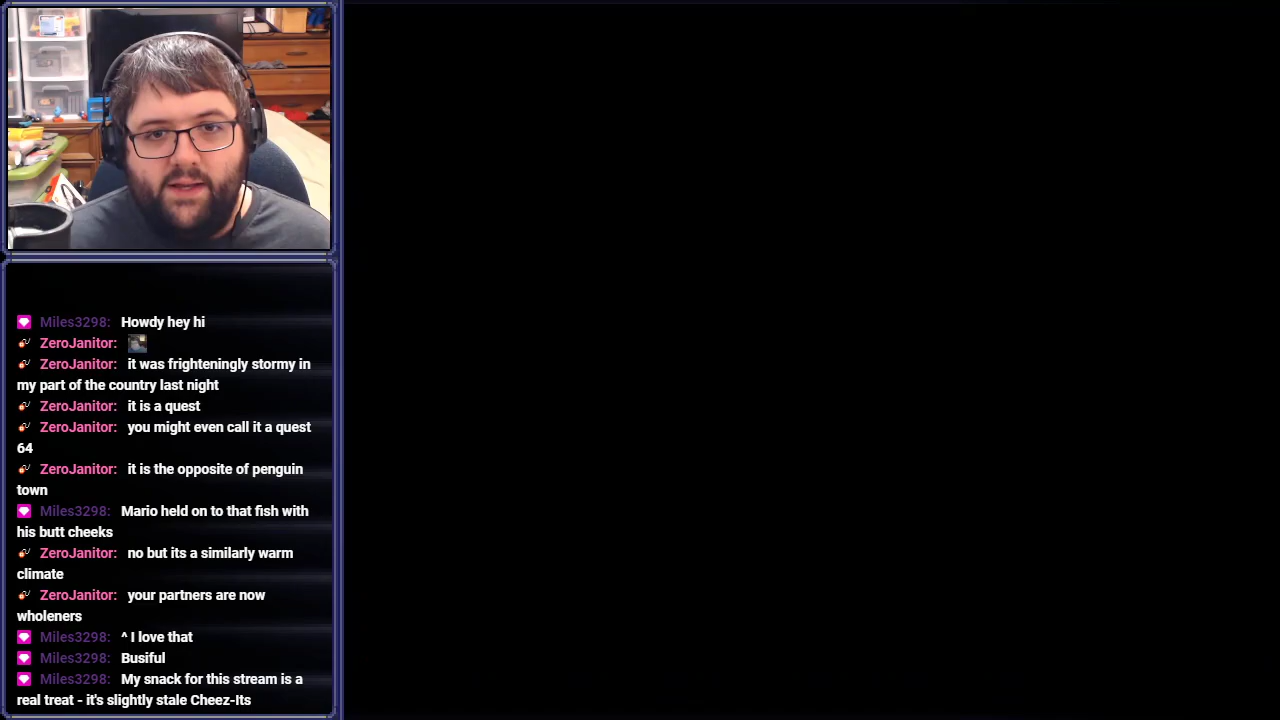 Miles3298: Howdy hey hi
ZeroJanitor:
ZeroJanitor: it was frighteningly stormy in
my part of the country last night
ZeroJanitor: it is a quest
ZeroJanitor: you might even call it a quest
64
ZeroJanitor: it is the opposite of penguin
town
Miles3298: Mario held on to that fish with
his butt cheeks
ZeroJanitor: no but its a similarly warm
climate
ZeroJanitor: your partners are now
wholeners
Miles3298: ^ I love that
Miles3298: Busiful
Miles3298: My snack for this stream is a
real treat - it's slightly stale Cheez-Its